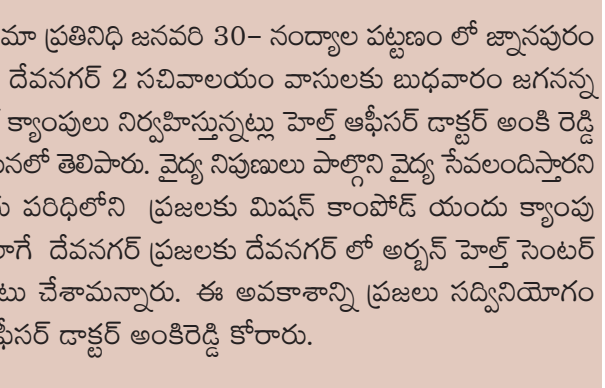 మా ప్రతినిధి జనవరి 30– నంద్యాల పట్టణం లో జ్నానపురం
దేవనగర్ 2 సచివాలయం వాసులకు బుధవారం జగనన్న
క్యాంపులు నిర్వహిస్తున్నట్లు హెల్త్ ఆఫీసర్ డాక్టర్ అంకి రెడ్డి
తెలిపారు. వైద్య నిపుణులు పాల్గొని వైద్య సేవలందిస్తారని
పరిధిలోని ప్రజలకు మిషన్ కాంపోడ్ యందు క్యాంపు
దేవనగర్ ప్రజలకు దేవనగర్ లో అర్బన్ హెల్త్ సెంటర్
చేశామన్నారు. ఈ అవకాశాన్ని ప్రజలు సద్వినియోగం
డాక్టర్ అంకిరెడ్డి కోరారు.